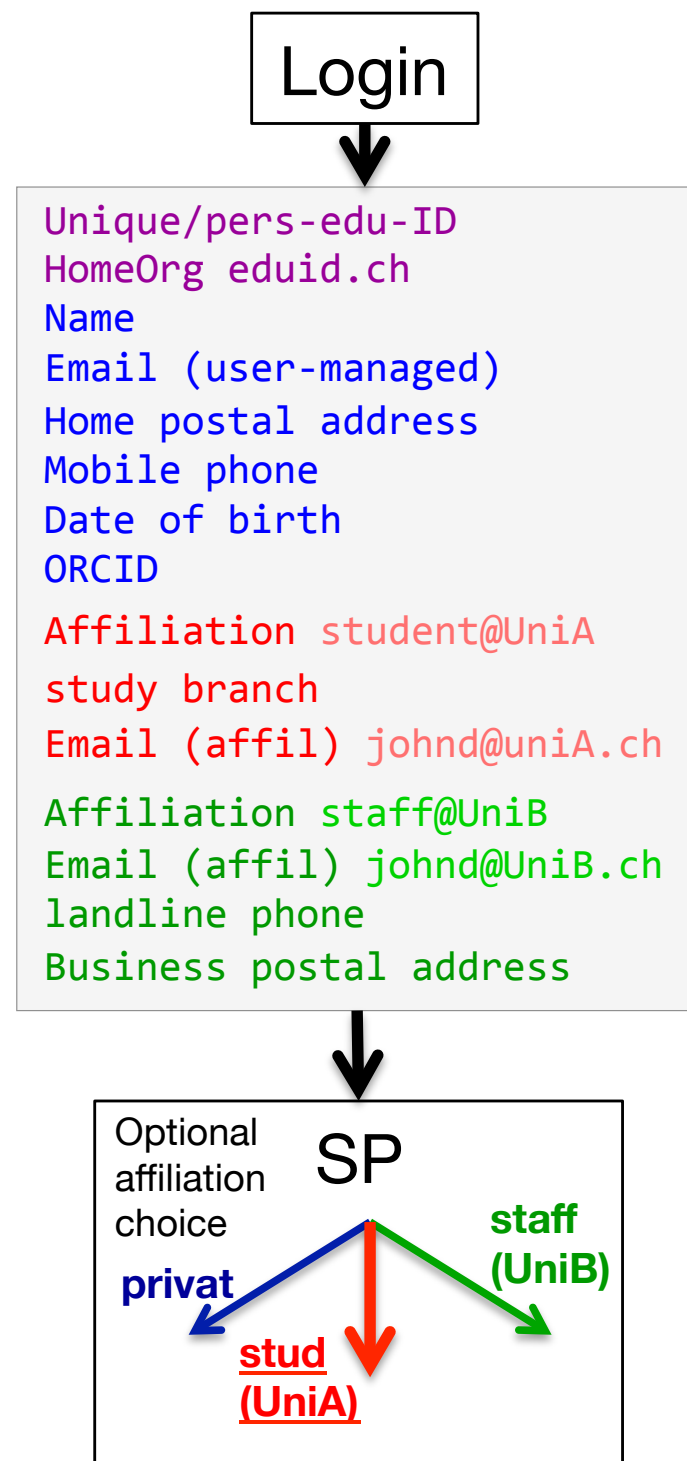 Login
Unique/pers-edu-ID
HomeOrg eduid.ch
Name
Email (user-managed)
Home postal address
Mobile phone
Date of birth
ORCID
Affiliation student@UniA
study branch
Email (affil) johnd@uniA.ch
Affiliation staff@UniB
Email (affil) johnd@UniB.ch
landline phone
Business postal address
Optional
affiliation
choice
SP
privat
stud
(UniA)
staff
(UniB)